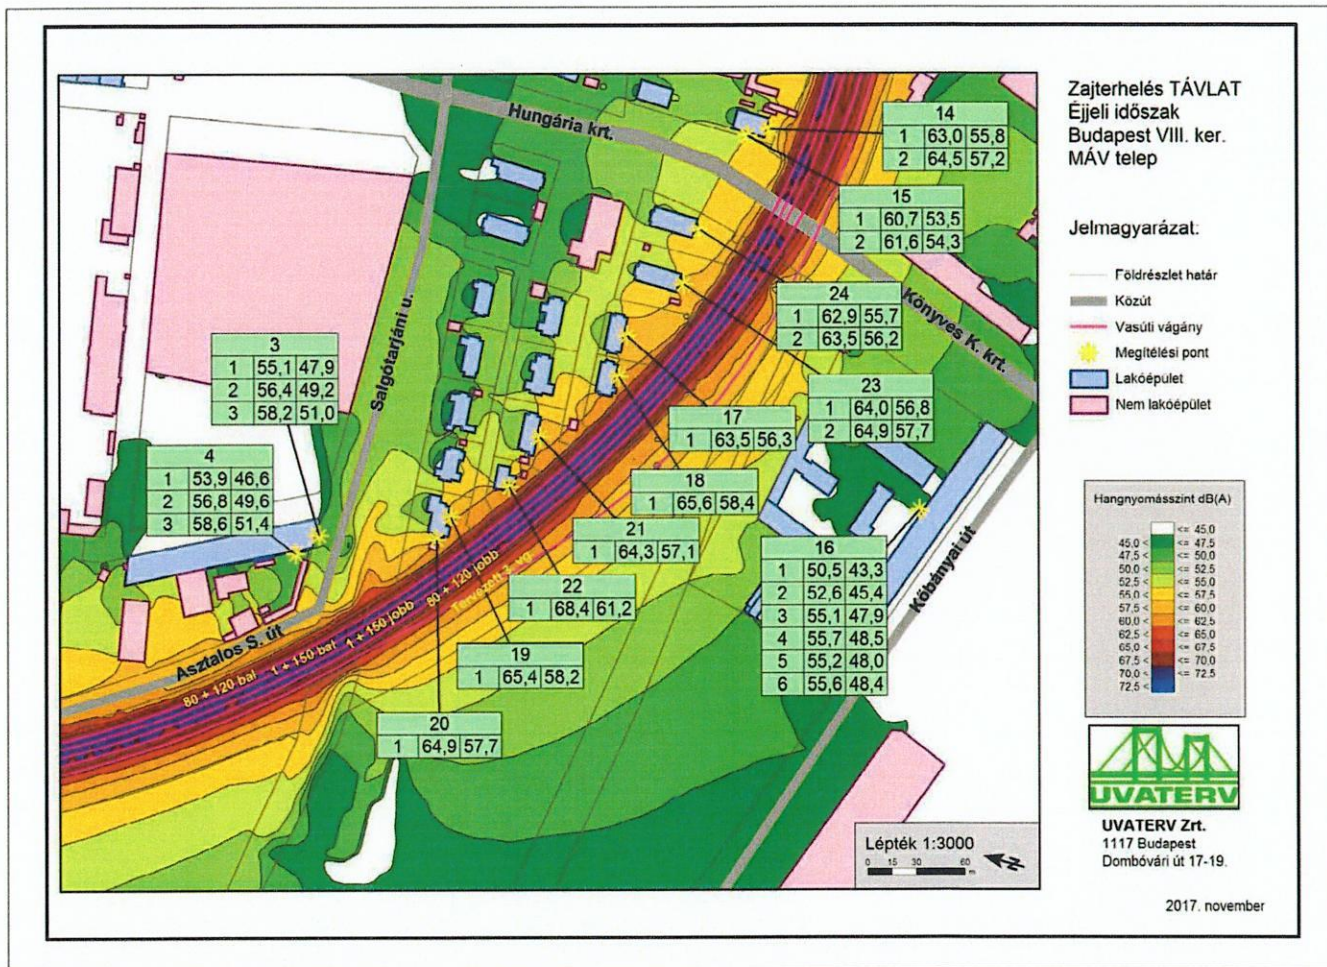 Zajterhelés TÁVLAT
Éjjeli időszak
Budapest VIII. ker.
MÁV telep
Jelmagyarázat:
Földrészlet határ
Közút
Vasúti vágány
Megítélési pont
Lakóépület
Nem lakóépület
Hangnyomásszint dB(A)
<= 45,0
45,0 < <= 47,5
47,5 < <= 50,0
50,0 < <= 52,5
52,5 < <= 55,0
55,0 < <= 57,5
57,5 < <= 60,0
60,0 < <= 62,5
62,5 < <= 65,0
65,0 < <= 67,5
67,5 < <= 70,0
70,0 < <= 72,5
72,5 <
UVATERV
UVATERV Zrt.
1117 Budapest
Dombóvári út 17-19.
2017. november
Hungária krt.
Könyves K. krt.
Salgótarjáni u.
Kőbányai út
Asztalos S. út
80 + 120 bal
1 + 150 bal
1 + 150 jobb
80 + 120 jobb
Tervezett 3. vg.
14
1 63,0 55,8
2 64,5 57,2
15
1 60,7 53,5
2 61,6 54,3
24
1 62,9 55,7
2 63,5 56,2
23
1 64,0 56,8
2 64,9 57,7
17
1 63,5 56,3
18
1 65,6 58,4
21
1 64,3 57,1
22
1 68,4 61,2
19
1 65,4 58,2
20
1 64,9 57,7
3
1 55,1 47,9
2 56,4 49,2
3 58,2 51,0
4
1 53,9 46,6
2 56,8 49,6
3 58,6 51,4
16
1 50,5 43,3
2 52,6 45,4
3 55,1 47,9
4 55,7 48,5
5 55,2 48,0
6 55,6 48,4
Lépték 1:3000
0 15 30 60
m
N